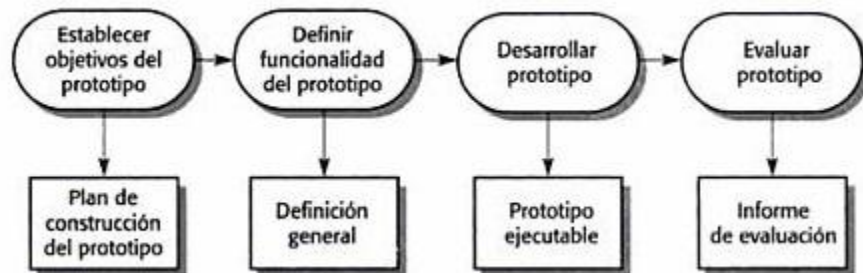 Establecer
objetivos del
prototipo
Definir
funcionalidad
del prototipo
Desarrollar
prototipo
Evaluar
prototipo
Plan de
construcción
del prototipo
Definición
general
Prototipo
ejecutable
Informe
de evaluación